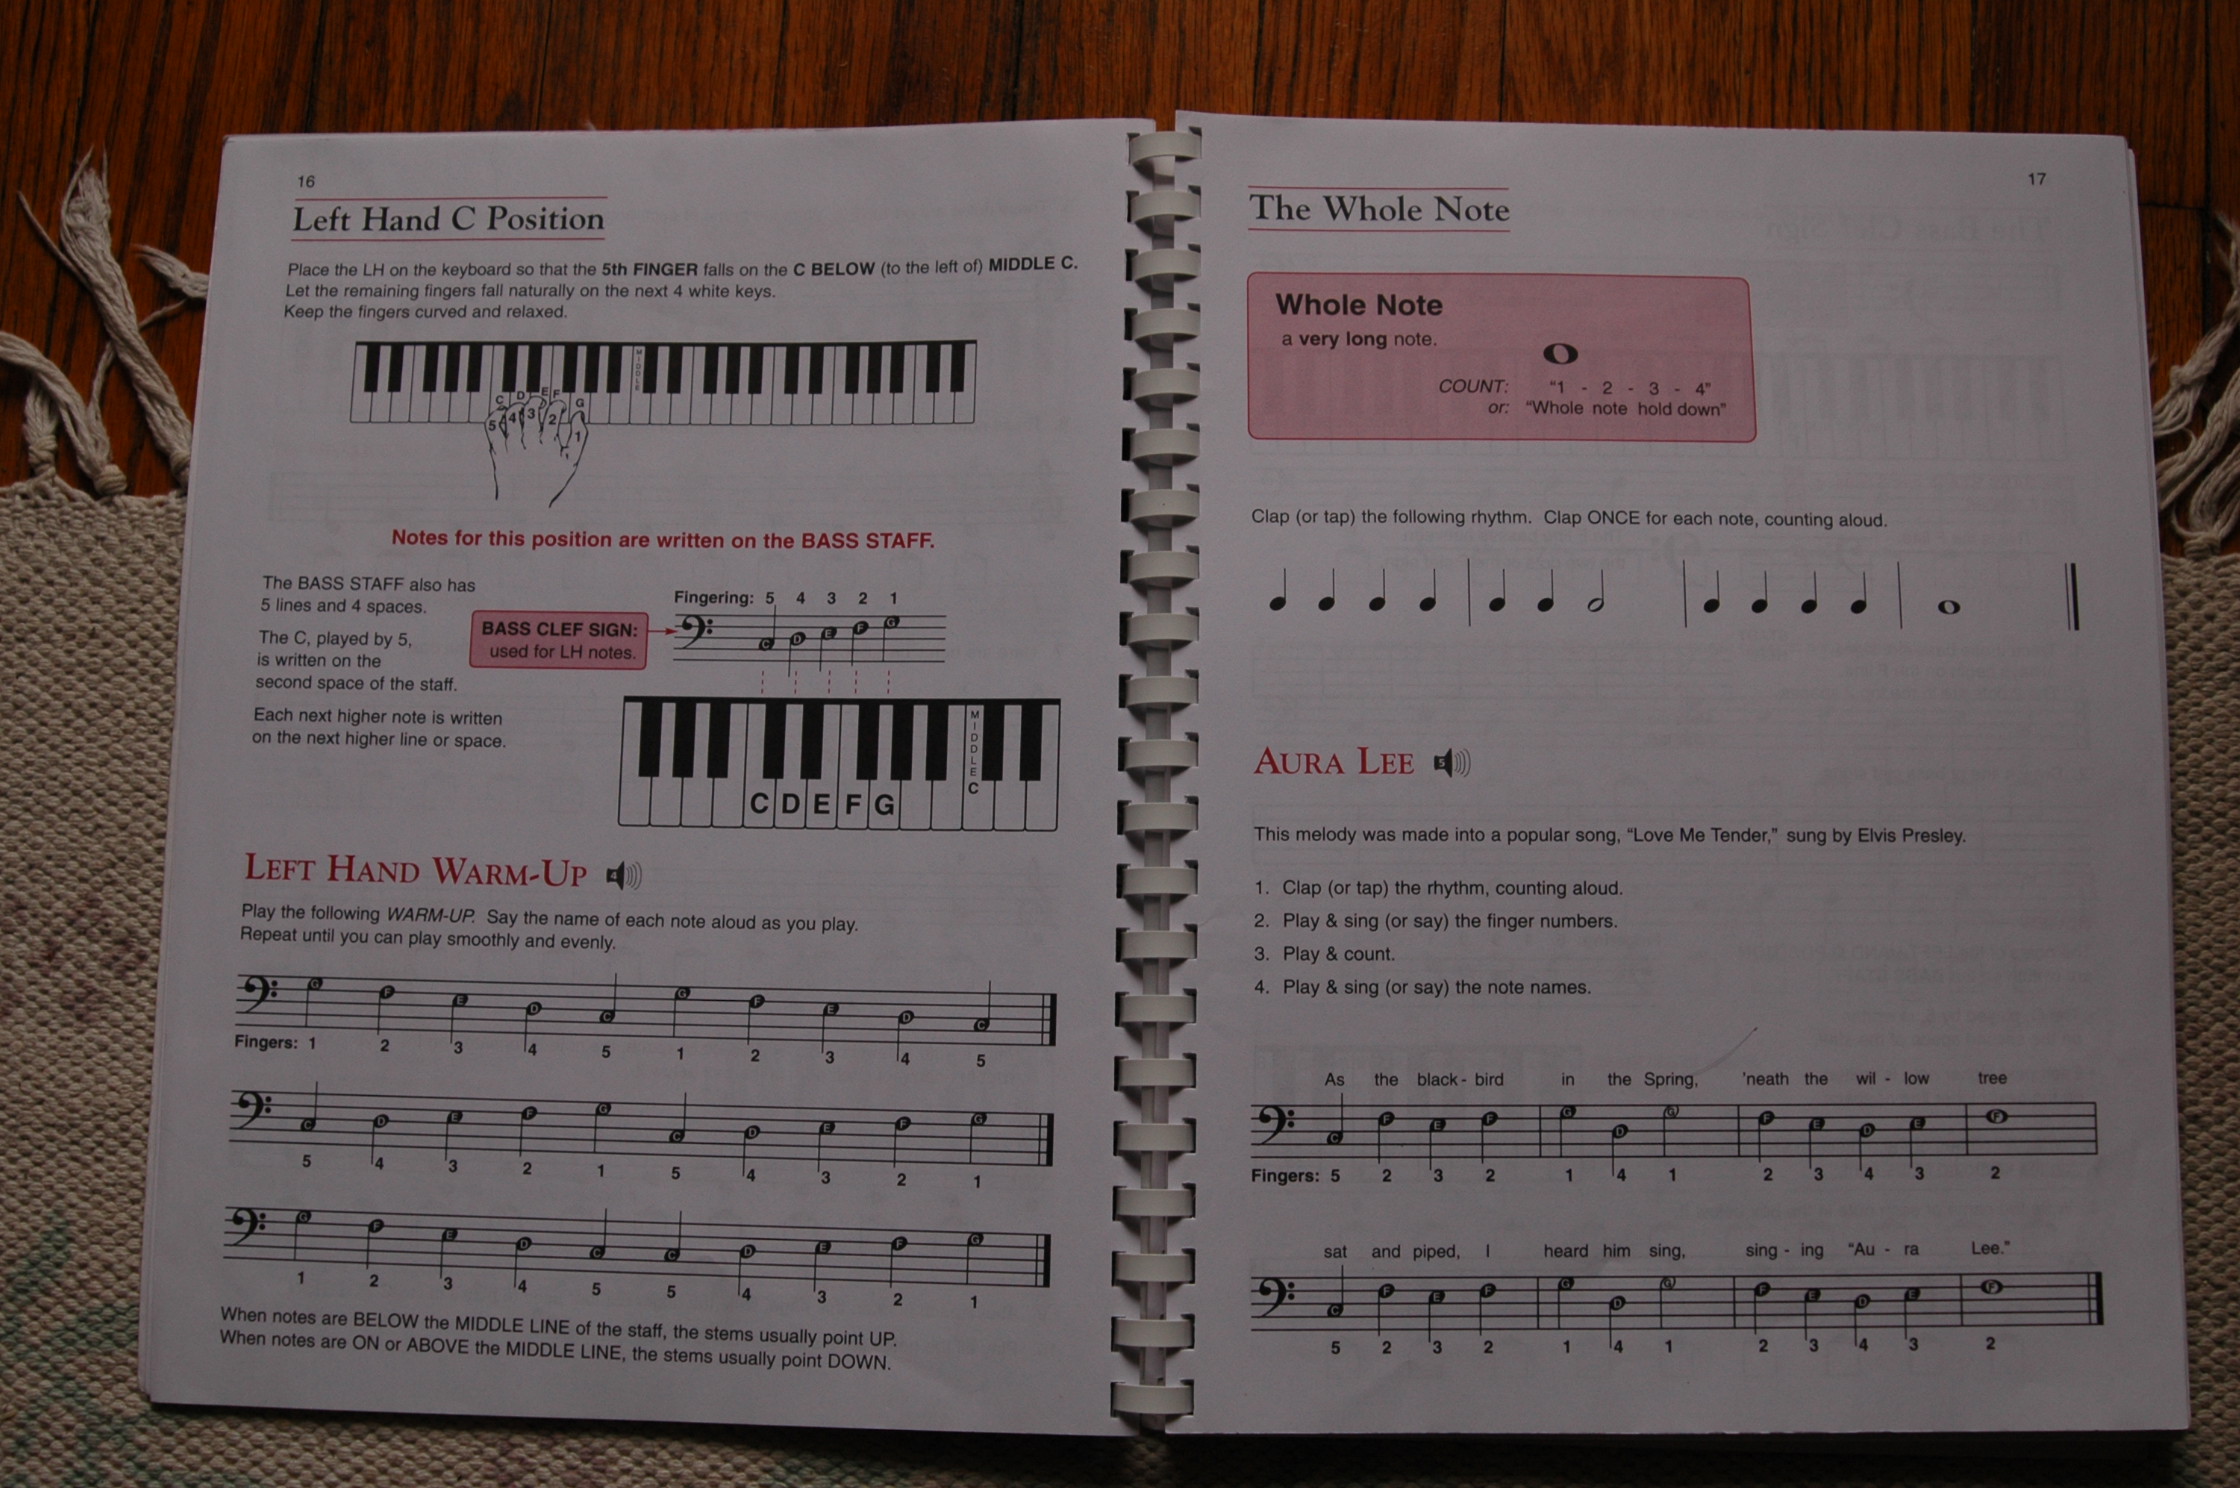 16
Left Hand C Position
Place the LH on the keyboard so that the 5th FINGER falls on the C BELOW (to the left of) MIDDLE C.
Let the remaining fingers fall naturally on the next 4 white keys.
Keep the fingers curved and relaxed.
MIDDLE
C D E F G
5 4 3 2 1
Notes for this position are written on the BASS STAFF.
The BASS STAFF also has
5 lines and 4 spaces.
The C, played by 5,
is written on the
second space of the staff.
Each next higher note is written
on the next higher line or space.
BASS CLEF SIGN:
used for LH notes.
Fingering: 5 4 3 2 1
C D E F G
MIDDLE
C
C D E F G
LEFT HAND WARM-UP 4
Play the following WARM-UP. Say the name of each note aloud as you play.
Repeat until you can play smoothly and evenly.
G F E D C G F E D C
Fingers: 1 2 3 4 5 1 2 3 4 5
C D E F G C D E F G
5 4 3 2 1 5 4 3 2 1
G F E D C C D E F G
1 2 3 4 5 5 4 3 2 1
When notes are BELOW the MIDDLE LINE of the staff, the stems usually point UP.
When notes are ON or ABOVE the MIDDLE LINE, the stems usually point DOWN.
17
The Whole Note
Whole Note
a very long note.
COUNT: "1 - 2 - 3 - 4"
or: "Whole note hold down"
Clap (or tap) the following rhythm. Clap ONCE for each note, counting aloud.
AURA LEE 5
This melody was made into a popular song, "Love Me Tender," sung by Elvis Presley.
1. Clap (or tap) the rhythm, counting aloud.
2. Play & sing (or say) the finger numbers.
3. Play & count.
4. Play & sing (or say) the note names.
As the black - bird in the Spring, 'neath the wil - low tree
C F E F G D G F E D E F
Fingers: 5 2 3 2 1 4 1 2 3 4 3 2
sat and piped, I heard him sing, sing - ing "Au - ra Lee."
C F E F G D G F E D E F
5 2 3 2 1 4 1 2 3 4 3 2